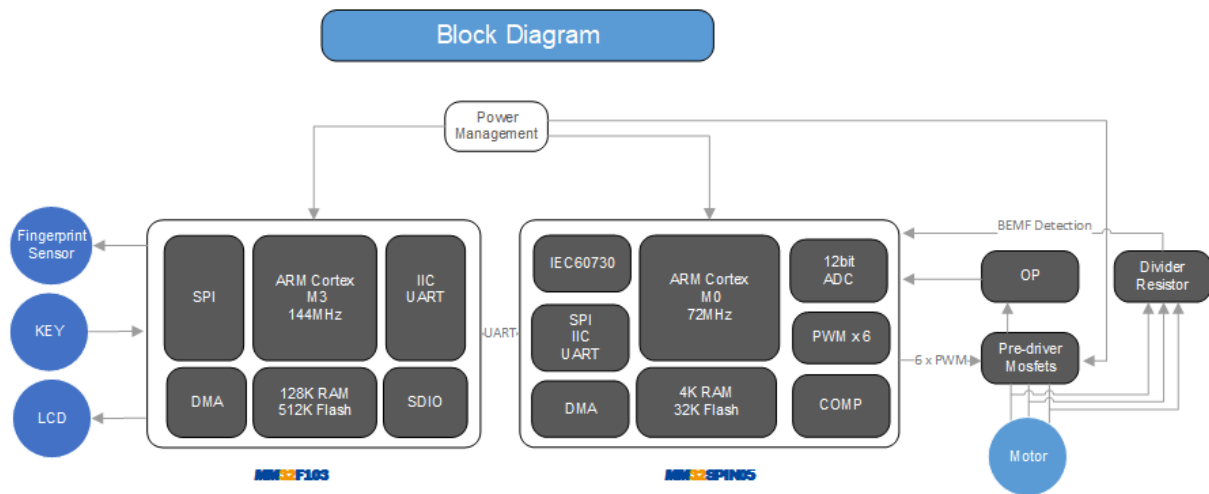 Block Diagram
Power
Management
Fingerprint
Sensor
KEY
LCD
SPI
ARM Cortex
M3
144MHz
IIC
UART
DMA
128K RAM
512K Flash
SDIO
MM32F103
UART
IEC60730
SPI
IIC
UART
DMA
ARM Cortex
M0
72MHz
4K RAM
32K Flash
12bit
ADC
PWM x 6
COMP
MM32SPIN05
BEMF Detection
OP
Divider
Resistor
6 x PWM
Pre-driver
Mosfets
Motor